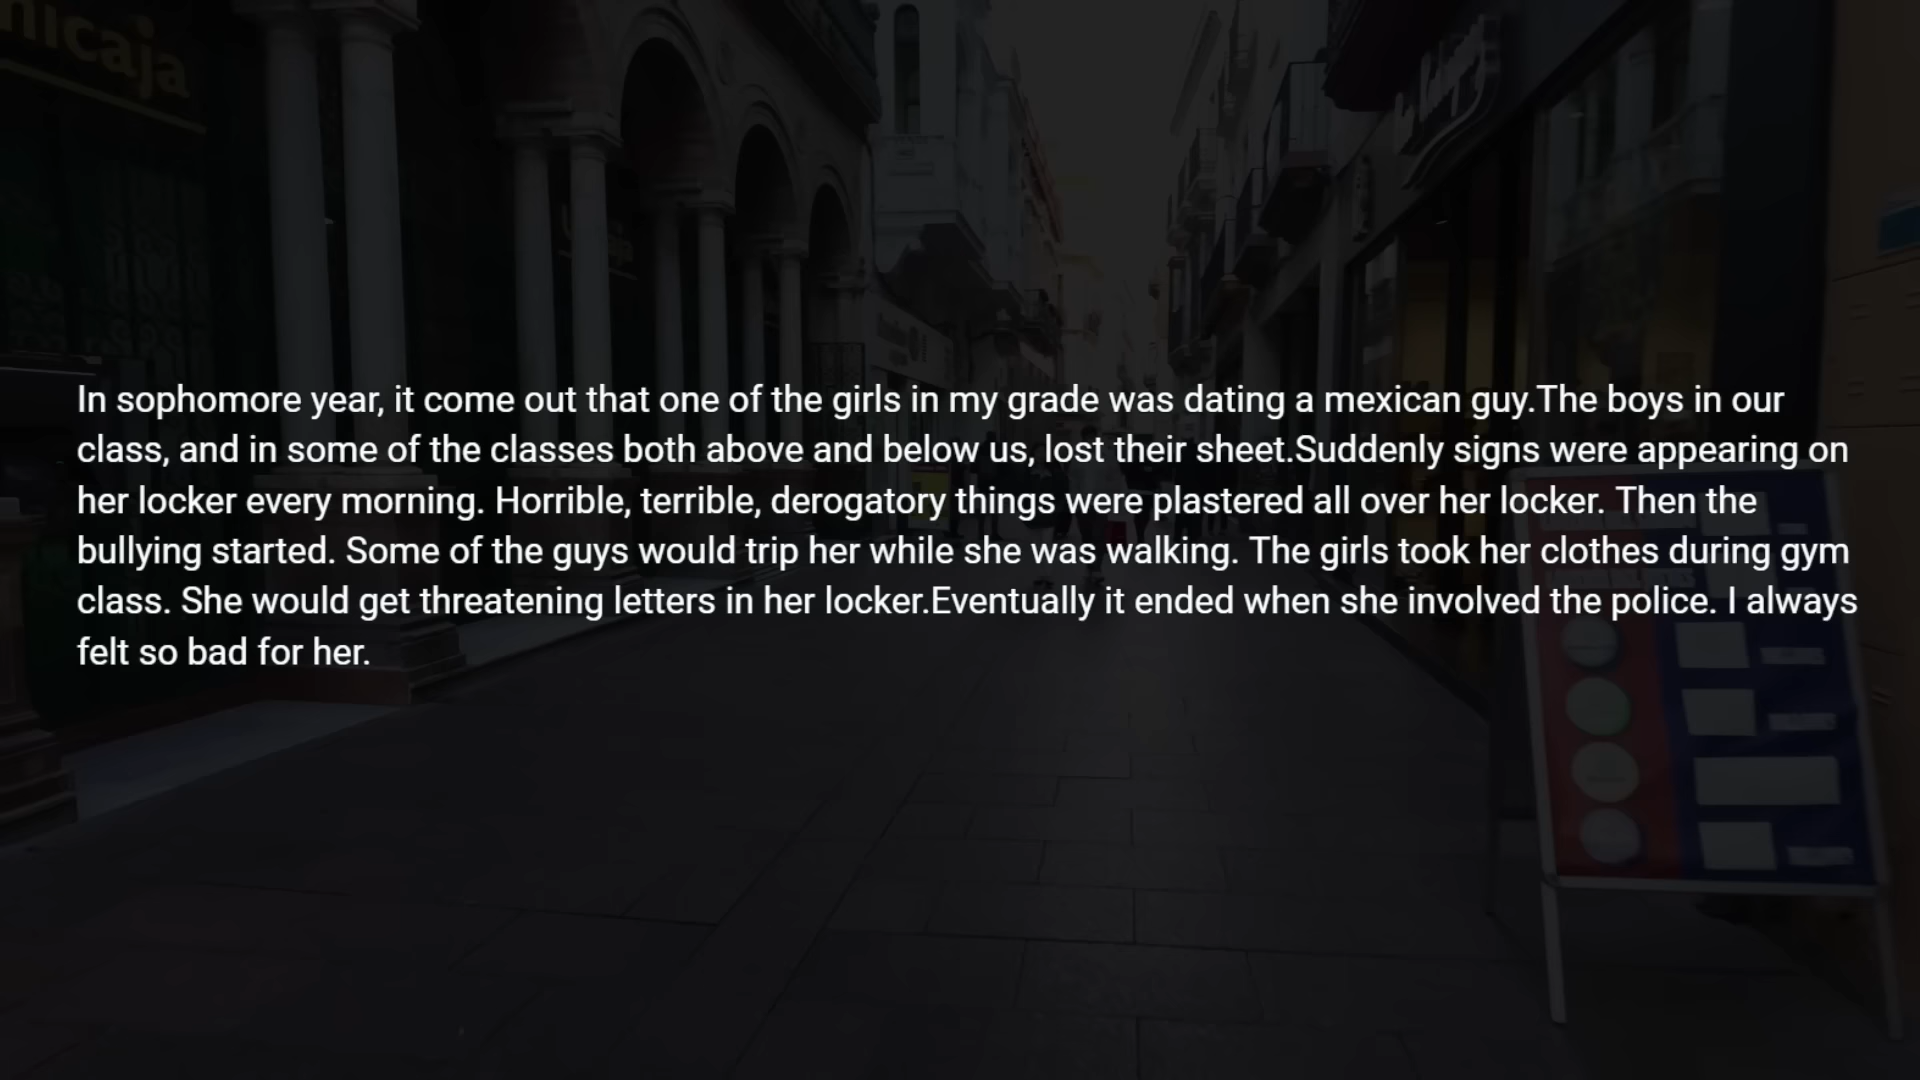 nicaja
In sophomore year, it come out that one of the girls in my grade was dating a mexican guy.The boys in our
class, and in some of the classes both above and below us, lost their sheet.Suddenly signs were appearing on
her locker every morning. Horrible, terrible, derogatory things were plastered all over her locker. Then the
bullying started. Some of the guys would trip her while she was walking. The girls took her clothes during gym
class. She would get threatening letters in her locker.Eventually it ended when she involved the police. I always
felt so bad for her.